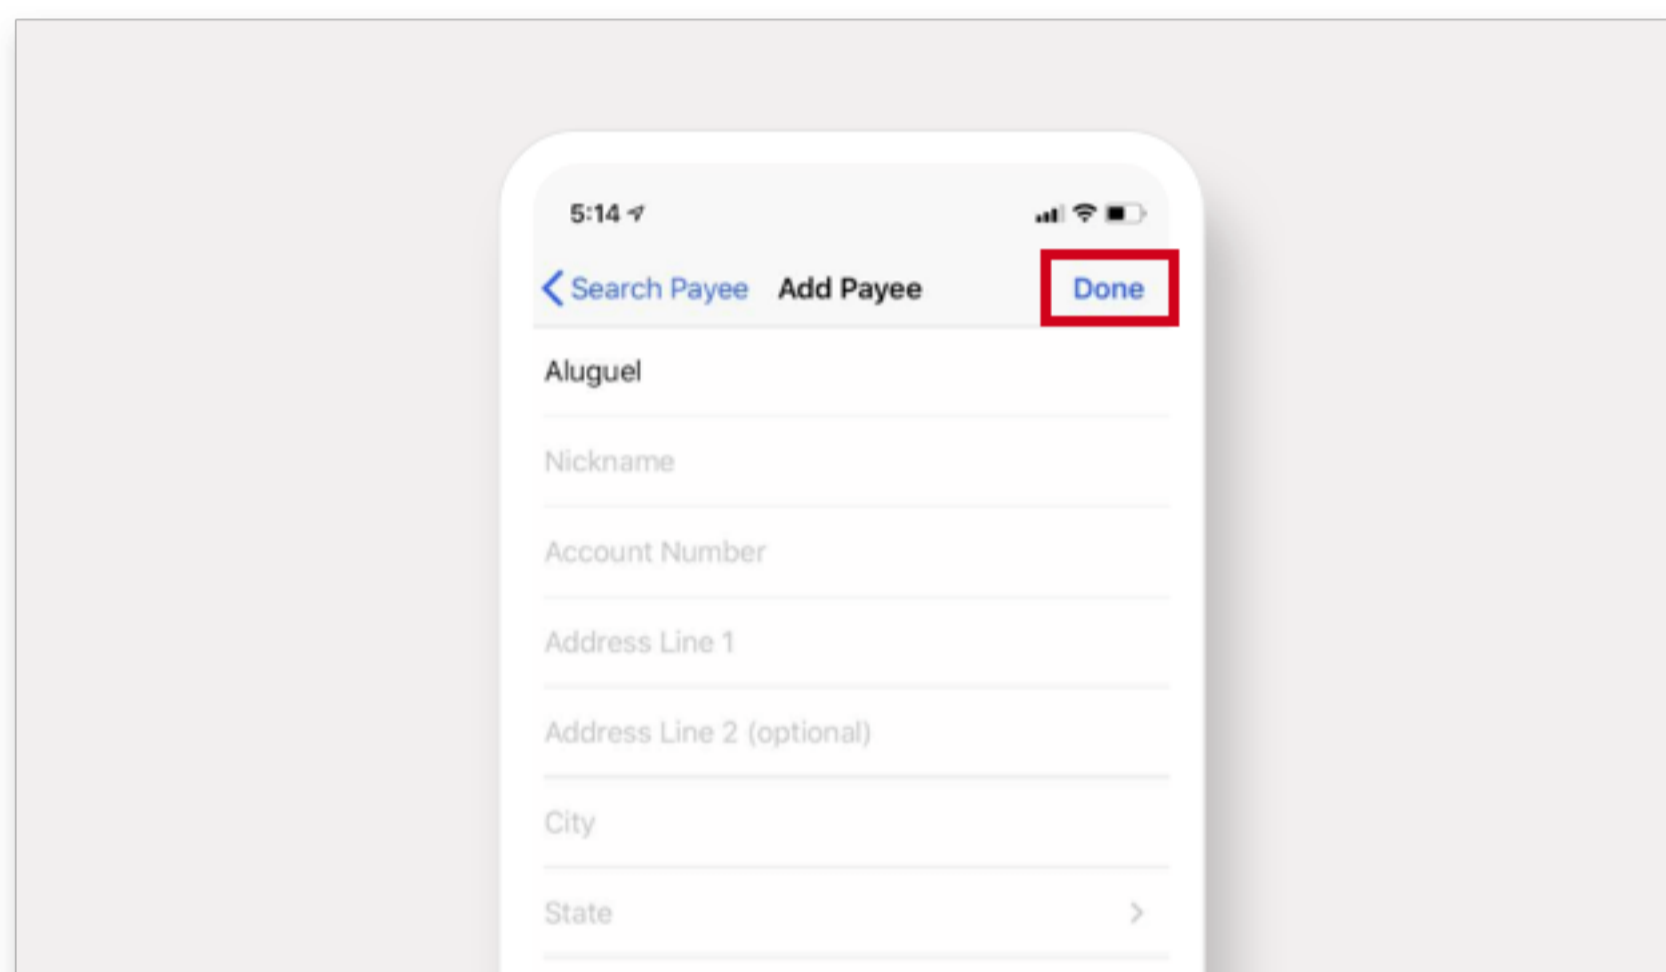 5:14
Search Payee Add Payee Done
Aluguel
Nickname
Account Number
Address Line 1
Address Line 2 (optional)
City
State